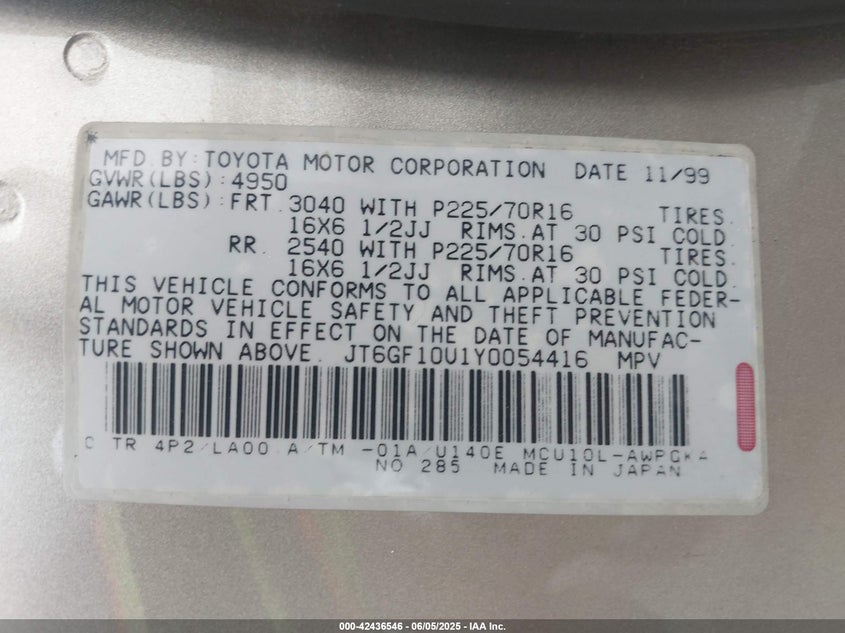 MFD. BY: TOYOTA MOTOR CORPORATION DATE 11/99
GVWR(LBS): 4950
GAWR(LBS): FRT. 3040 WITH P225/70R16 TIRES.
16X6 1/2JJ RIMS. AT 30 PSI COLD.
RR. 2540 WITH P225/70R16 TIRES.
16X6 1/2JJ RIMS. AT 30 PSI COLD.
THIS VEHICLE CONFORMS TO ALL APPLICABLE FEDER-
AL MOTOR VEHICLE SAFETY AND THEFT PREVENTION
STANDARDS IN EFFECT ON THE DATE OF MANUFAC-
TURE SHOWN ABOVE. JT6GF10U1Y0054416 MPV
C TR 4P2/LA00 A/TM -01A/U140E MCU10L-AWPGKA
NO 285 MADE IN JAPAN
000-42436546 - 06/05/2025 - IAA Inc.